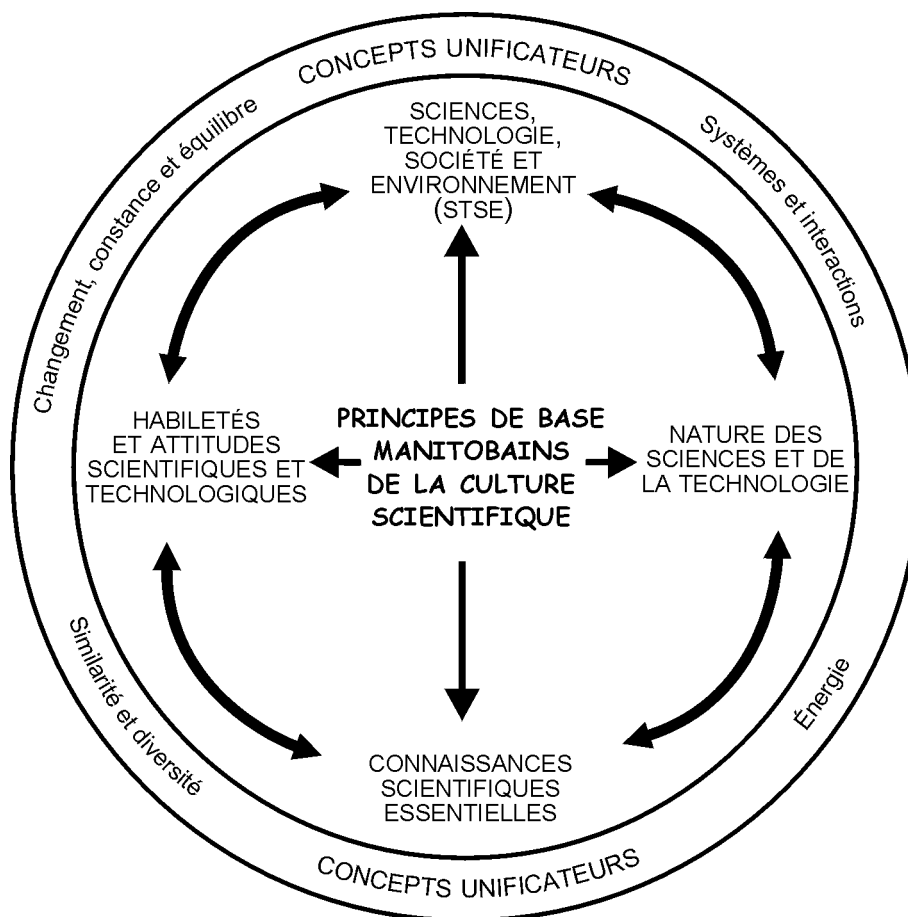 CONCEPTS UNIFICATEURS
Changement, constance et équilibre
Systèmes et interactions
SCIENCES,
TECHNOLOGIE,
SOCIÉTÉ ET
ENVIRONNEMENT
(STSE)
HABILETÉS
ET ATTITUDES
SCIENTIFIQUES ET
TECHNOLOGIQUES
PRINCIPES DE BASE
MANITOBAINS
DE LA CULTURE
SCIENTIFIQUE
NATURE DES
SCIENCES ET DE
LA TECHNOLOGIE
Similarité et diversité
Énergie
CONNAISSANCES
SCIENTIFIQUES
ESSENTIELLES
CONCEPTS UNIFICATEURS